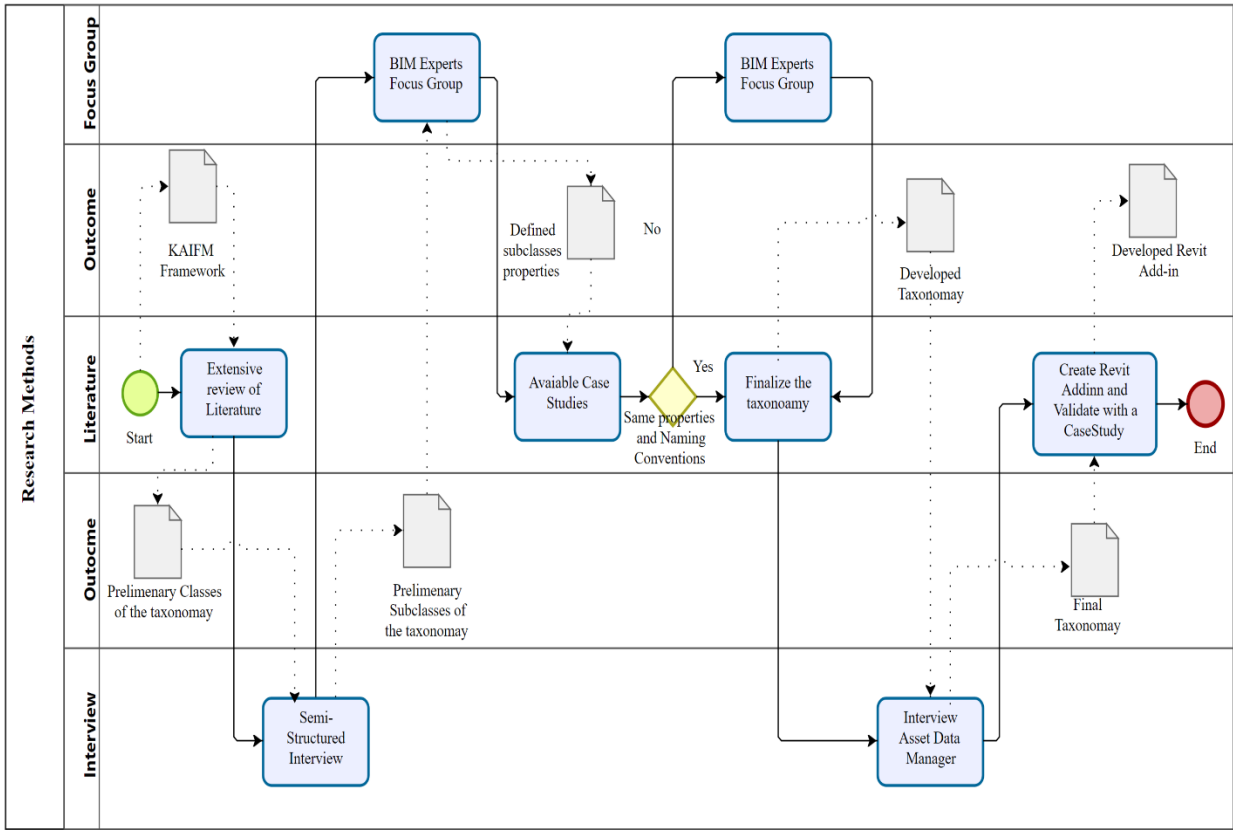 Research Methods
Focus Group
BIM Experts
Focus Group
BIM Experts
Focus Group
Outcome
KAIFM
Framework
Defined
subclasses
properties
No
Developed
Taxonomay
Developed Revit
Add-in
Literature
Start
Extensive
review of
Literature
Avaiable Case
Studies
Same properties
and Naming
Conventions
Yes
Finalize the
taxonoamy
Create Revit
Addinn and
Validate with a
CaseStudy
End
Outocme
Prelimenary Classes
of the taxonomay
Prelimenary
Subclasses of
the taxonomay
Final
Taxonomay
Interview
Semi-
Structured
Interview
Interview
Asset Data
Manager